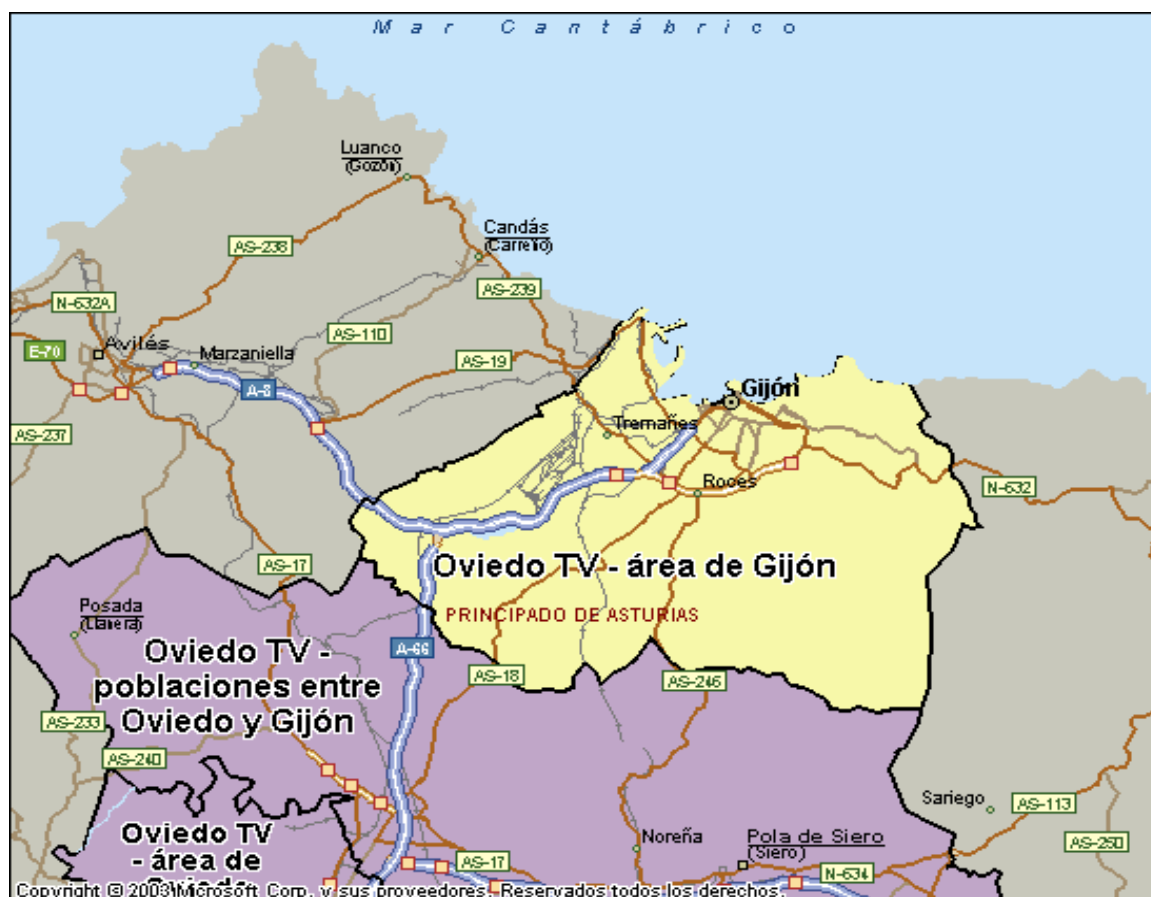 Mar Cantábrico
Luanco
(Gozón)
Candás
(Carreño)
AS-238
AS-239
N-632A
AS-110
E-70
Avilés
Marzaniella
AS-19
A-8
Gijón
AS-237
Tremañes
Roces
N-632
Oviedo TV - área de Gijón
AS-17
Posada
(Llanera)
PRINCIPADO DE ASTURIAS
Oviedo TV -
poblaciones entre
Oviedo y Gijón
A-66
AS-18
AS-246
AS-233
AS-240
Sariego
AS-113
Oviedo TV
- área de
Noreña
Pola de Siero
(Siero)
AS-250
AS-17
N-634
Copyright © 2003 Microsoft Corp. y sus proveedores. Reservados todos los derechos.